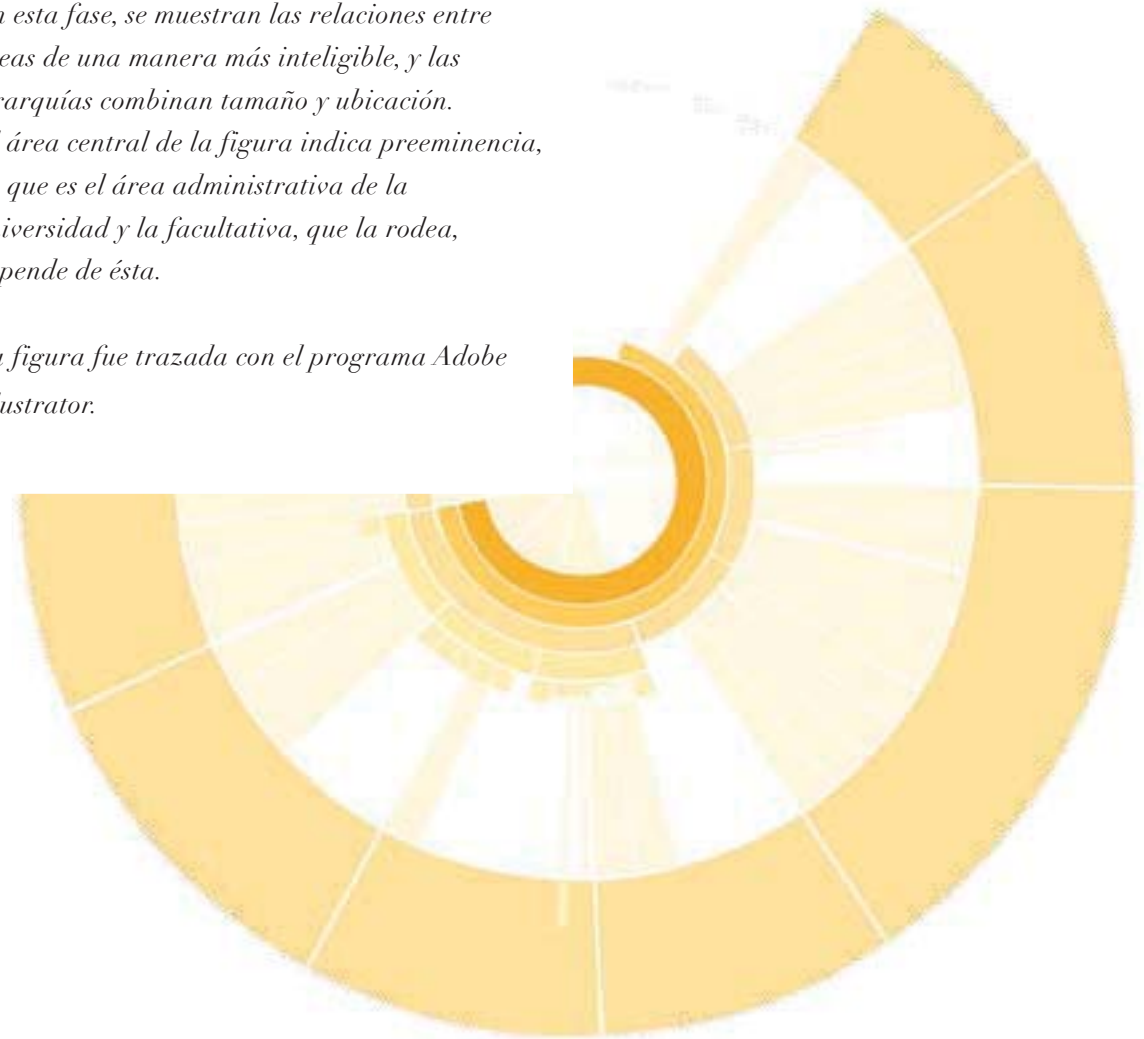 esta fase, se muestran las relaciones entre
eas de una manera más inteligible, y las
rarquías combinan tamaño y ubicación.
área central de la figura indica preeminencia,
que es el área administrativa de la
iversidad y la facultativa, que la rodea,
pende de ésta.
figura fue trazada con el programa Adobe
lustrator.